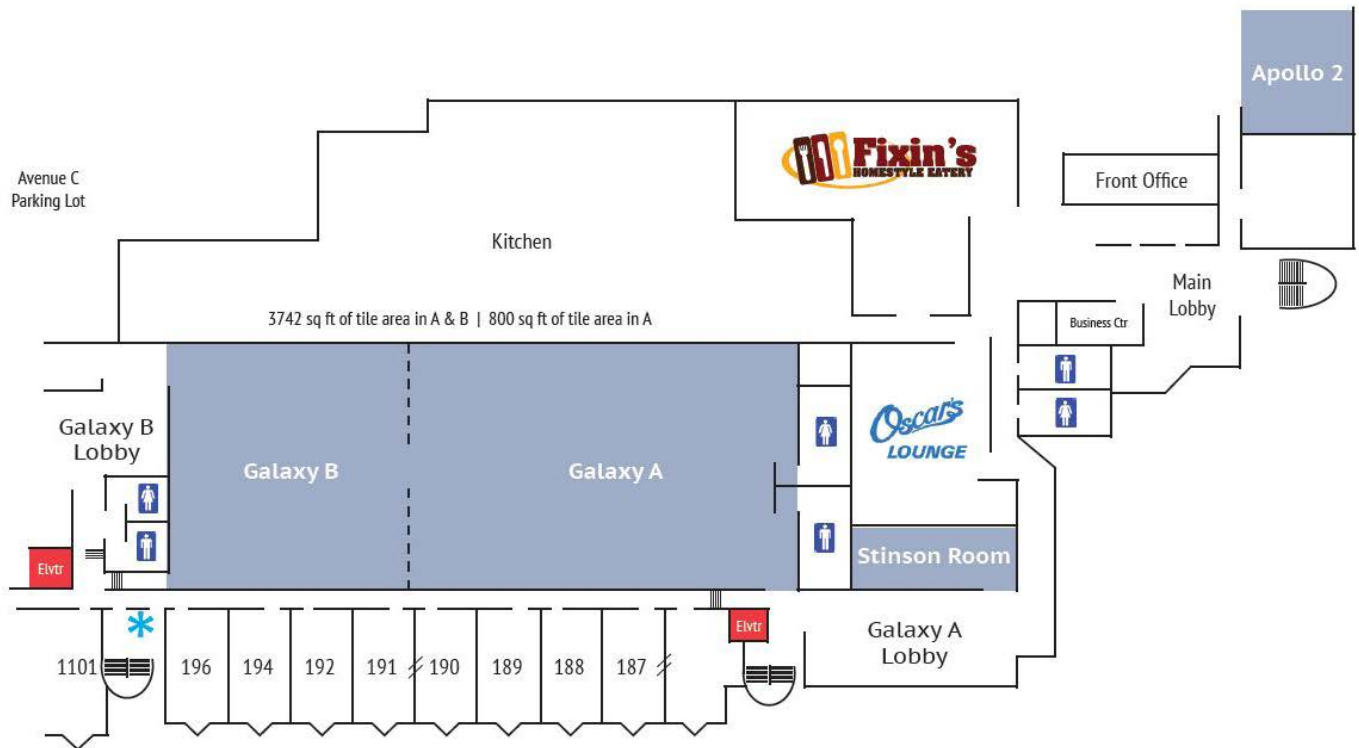 Apollo 2
Fixin's
HOMESTYLE EATERY
Avenue C
Parking Lot
Front Office
Kitchen
Main
Lobby
3742 sq ft of tile area in A & B | 800 sq ft of tile area in A
Business Ctr
Oscar's
LOUNGE
Galaxy B
Lobby
Galaxy B
Galaxy A
Stinson Room
Elvtr
Elvtr
Galaxy A
Lobby
1101
196
194
192
191
190
189
188
187